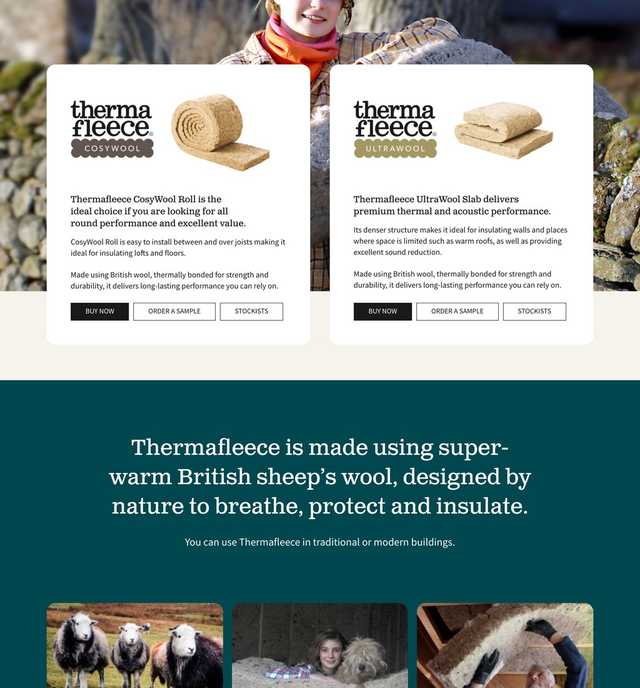 therma
fleece®
COSYWOOL
Thermafleece CosyWool Roll is the
ideal choice if you are looking for all
round performance and excellent value.
CosyWool Roll is easy to install between and over joists making it
ideal for insulating lofts and floors.
Made using British wool, thermally bonded for strength and
durability, it delivers long-lasting performance you can rely on.
BUY NOW
ORDER A SAMPLE
STOCKISTS
therma
fleece®
ULTRAWOOL
Thermafleece UltraWool Slab delivers
premium thermal and acoustic performance.
Its denser structure makes it ideal for insulating walls and places
where space is limited such as warm roofs, as well as providing
excellent sound reduction.
Made using British wool, thermally bonded for strength and
durability, it delivers long-lasting performance you can rely on.
BUY NOW
ORDER A SAMPLE
STOCKISTS
Thermafleece is made using super-
warm British sheep's wool, designed by
nature to breathe, protect and insulate.
You can use Thermafleece in traditional or modern buildings.